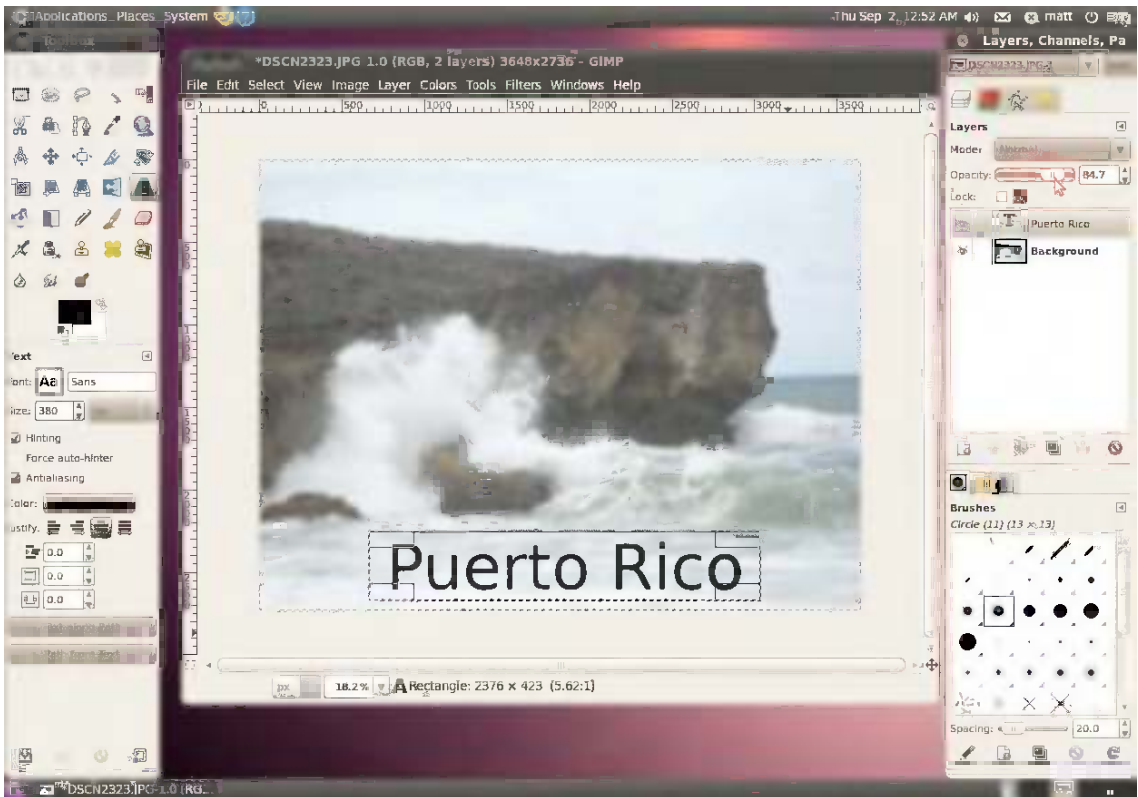 Applications Places System
Thu Sep 2, 12:52 AM
matt
Toolbox
*DSCN2323.JPG 1.0 (RGB, 2 layers) 3648x2736 - GIMP
File Edit Select View Image Layer Colors Tools Filters Windows Help
0 500 1000 1500 2000 2500 3000 3500
Puerto Rico
px 18.2% Rectangle: 2376 × 423 (5.62:1)
Text
Font: Aa Sans
Size: 380
Hinting
Force auto-hinter
Antialiasing
Color:
Justify:
0.0
0.0
0.0
Layers, Channels, Pa
Layers
Mode: Normal
Opacity: 84.7
Lock:
T Puerto Rico
Background
Brushes
Circle (11) (13 × 13)
Spacing: 20.0
*DSCN2323.JPG-1.0 (RG...